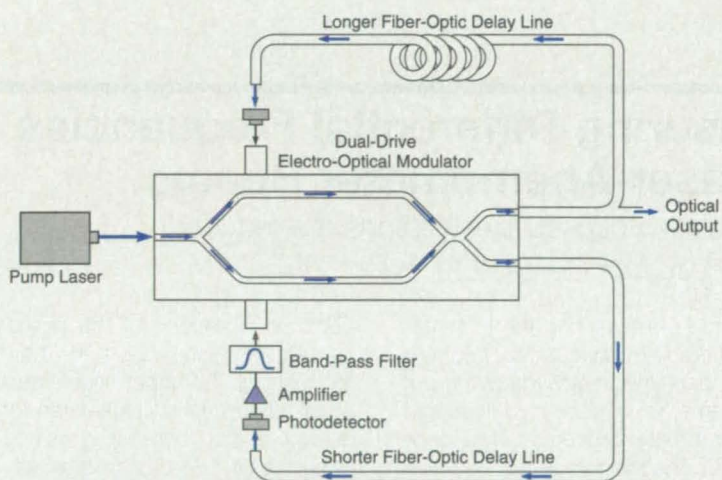 Longer Fiber-Optic Delay Line
Dual-Drive
Electro-Optical Modulator
Optical
Output
Pump Laser
Band-Pass Filter
Amplifier
Photodetector
Shorter Fiber-Optic Delay Line